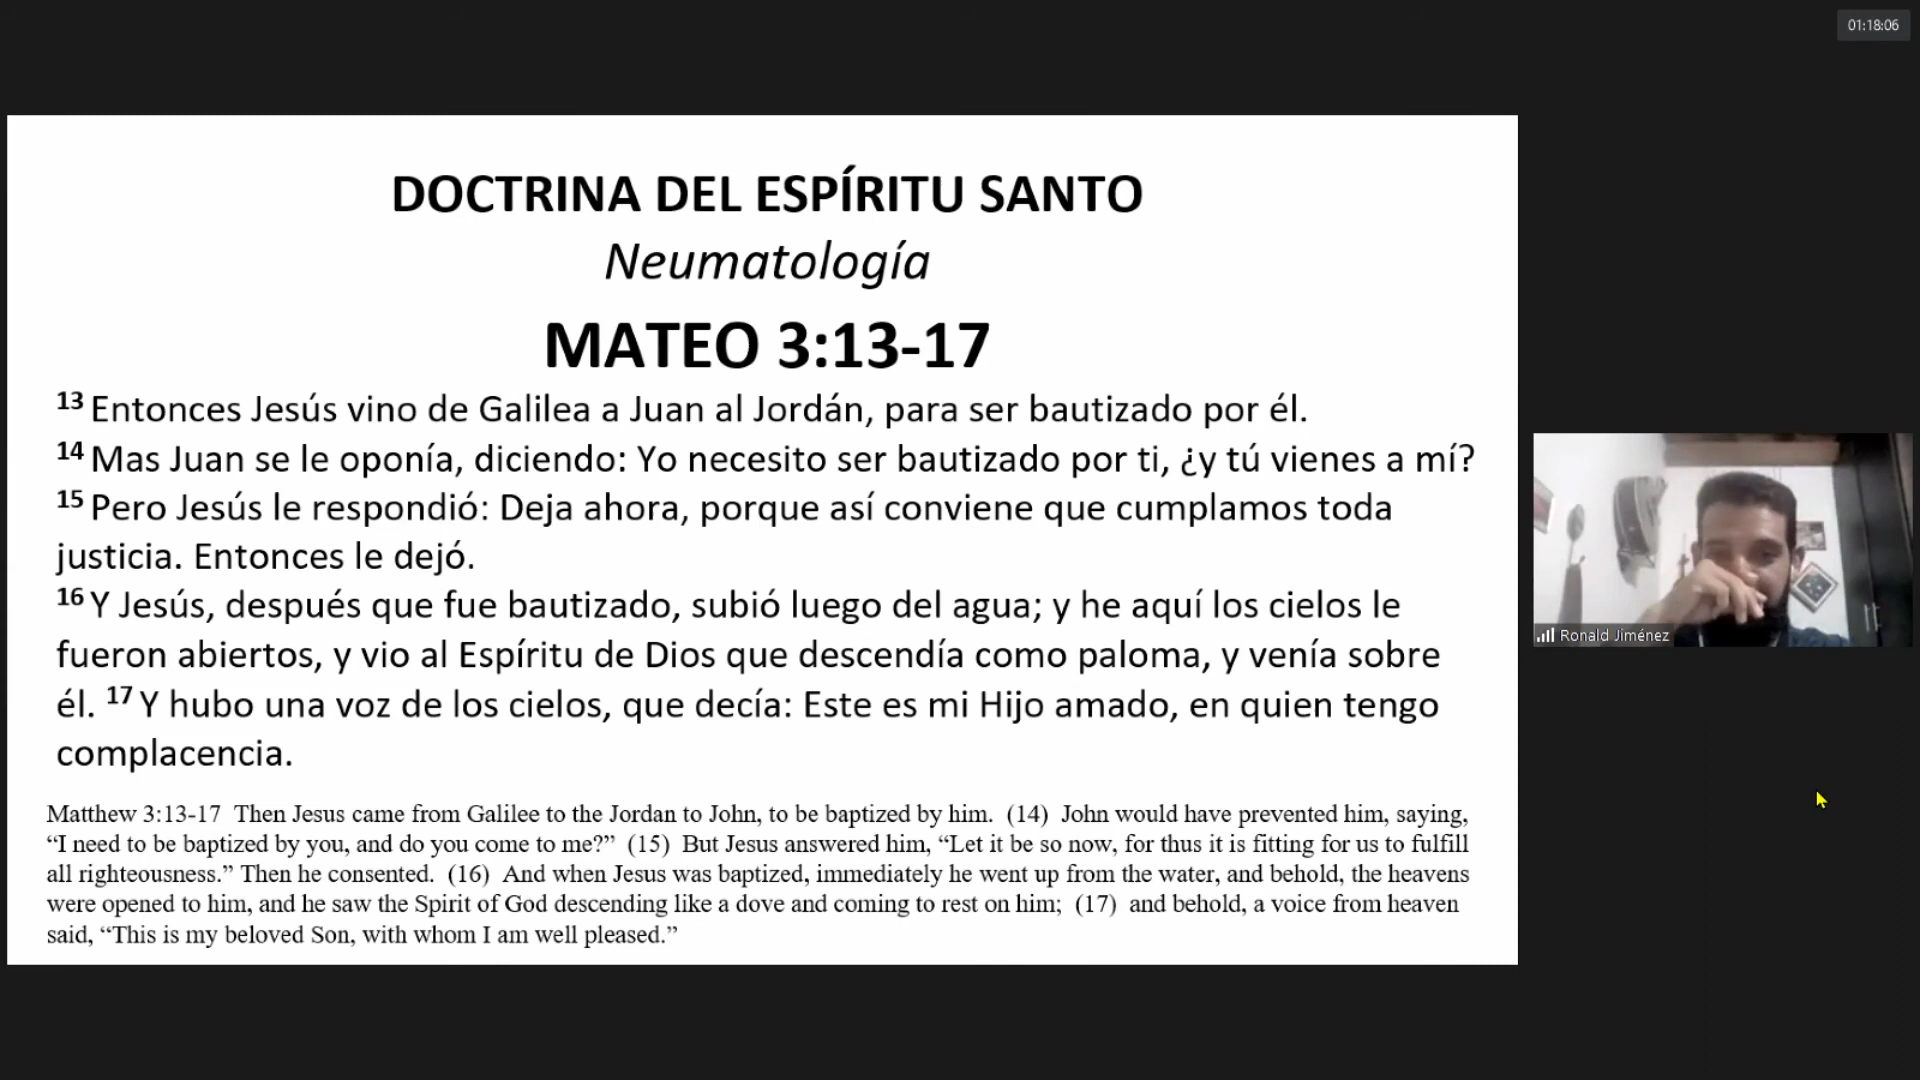 01:18:06
DOCTRINA DEL ESPÍRITU SANTO
Neumatología
MATEO 3:13-17
13 Entonces Jesús vino de Galilea a Juan al Jordán, para ser bautizado por él.
14 Mas Juan se le oponía, diciendo: Yo necesito ser bautizado por ti, ¿y tú vienes a mí?
15 Pero Jesús le respondió: Deja ahora, porque así conviene que cumplamos toda
justicia. Entonces le dejó.
16 Y Jesús, después que fue bautizado, subió luego del agua; y he aquí los cielos le
fueron abiertos, y vio al Espíritu de Dios que descendía como paloma, y venía sobre
él. 17 Y hubo una voz de los cielos, que decía: Este es mi Hijo amado, en quien tengo
complacencia.
Matthew 3:13-17 Then Jesus came from Galilee to the Jordan to John, to be baptized by him. (14) John would have prevented him, saying,
“I need to be baptized by you, and do you come to me?” (15) But Jesus answered him, “Let it be so now, for thus it is fitting for us to fulfill
all righteousness.” Then he consented. (16) And when Jesus was baptized, immediately he went up from the water, and behold, the heavens
were opened to him, and he saw the Spirit of God descending like a dove and coming to rest on him; (17) and behold, a voice from heaven
said, “This is my beloved Son, with whom I am well pleased.”
Ronald Jiménez